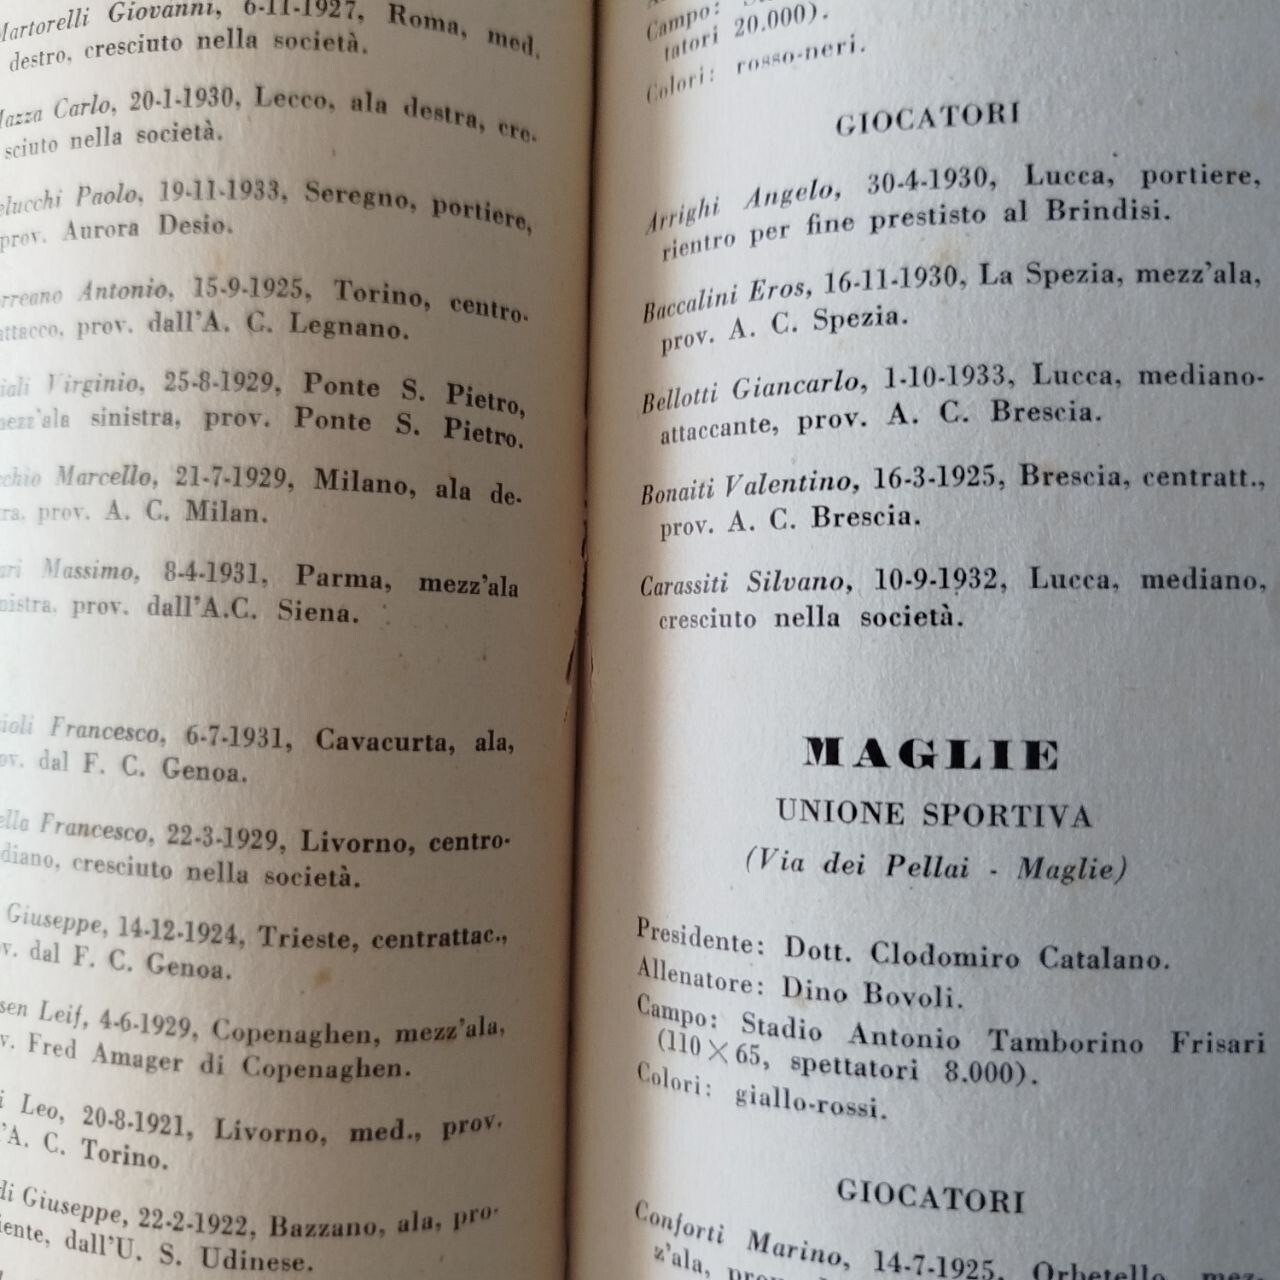 Martorelli Giovanni, 6-11-1927, Roma, med.
destro, cresciuto nella società.
Mazza Carlo, 20-1-1930, Lecco, ala destra, cre-
sciuto nella società.
Paolo, 19-11-1933, Seregno, portiere,
prov. Aurora Desio.
Antonio, 15-9-1925, Torino, centro-
attacco, prov. dall'A. C. Legnano.
Virginio, 25-8-1929, Ponte S. Pietro,
mezz'ala sinistra, prov. Ponte S. Pietro.
Marcello, 21-7-1929, Milano, ala de-
prov. A. C. Milan.
Massimo, 8-4-1931, Parma, mezz'ala
prov. dall'A.C. Siena.
Francesco, 6-7-1931, Cavacurta, ala,
dal F. C. Genoa.
Francesco, 22-3-1929, Livorno, centro-
cresciuto nella società.
Giuseppe, 14-12-1924, Trieste, centrattac.,
dal F. C. Genoa.
Leif, 4-6-1929, Copenaghen, mezz'ala,
Fred Amager di Copenaghen.
Leo, 20-8-1921, Livorno, med., prov.
A. C. Torino.
Giuseppe, 22-2-1922, Bazzano, ala, pro-
dall'U. S. Udinese.
Campo:
tatori 20.000).
Colori: rosso-neri.
GIOCATORI
Arrighi Angelo, 30-4-1930, Lucca, portiere,
rientro per fine prestisto al Brindisi.
Baccalini Eros, 16-11-1930, La Spezia, mezz'ala,
prov. A. C. Spezia.
Bellotti Giancarlo, 1-10-1933, Lucca, mediano-
attaccante, prov. A. C. Brescia.
Bonaiti Valentino, 16-3-1925, Brescia, centratt.,
prov. A. C. Brescia.
Carassiti Silvano, 10-9-1932, Lucca, mediano,
cresciuto nella società.
MAGLIE
UNIONE SPORTIVA
(Via dei Pellai - Maglie)
Presidente: Dott. Clodomiro Catalano.
Allenatore: Dino Bovoli.
Campo: Stadio Antonio Tamborino Frisari
(110 × 65, spettatori 8.000).
Colori: giallo-rossi.
GIOCATORI
Conforti Marino, 14-7-1925, Orbetello, mez-
z'ala, prov.